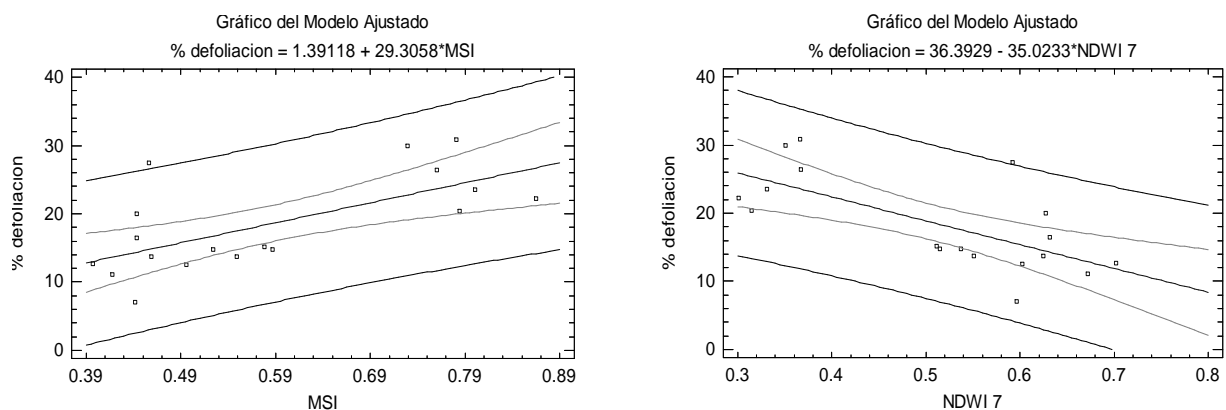 Gráfico del Modelo Ajustado
% defoliacion = 1.39118 + 29.3058*MSI
% defoliacion
40
30
20
10
0
0.39 0.49 0.59 0.69 0.79 0.89
MSI
Gráfico del Modelo Ajustado
% defoliacion = 36.3929 - 35.0233*NDWI 7
% defoliacion
40
30
20
10
0
0.3 0.4 0.5 0.6 0.7 0.8
NDWI 7